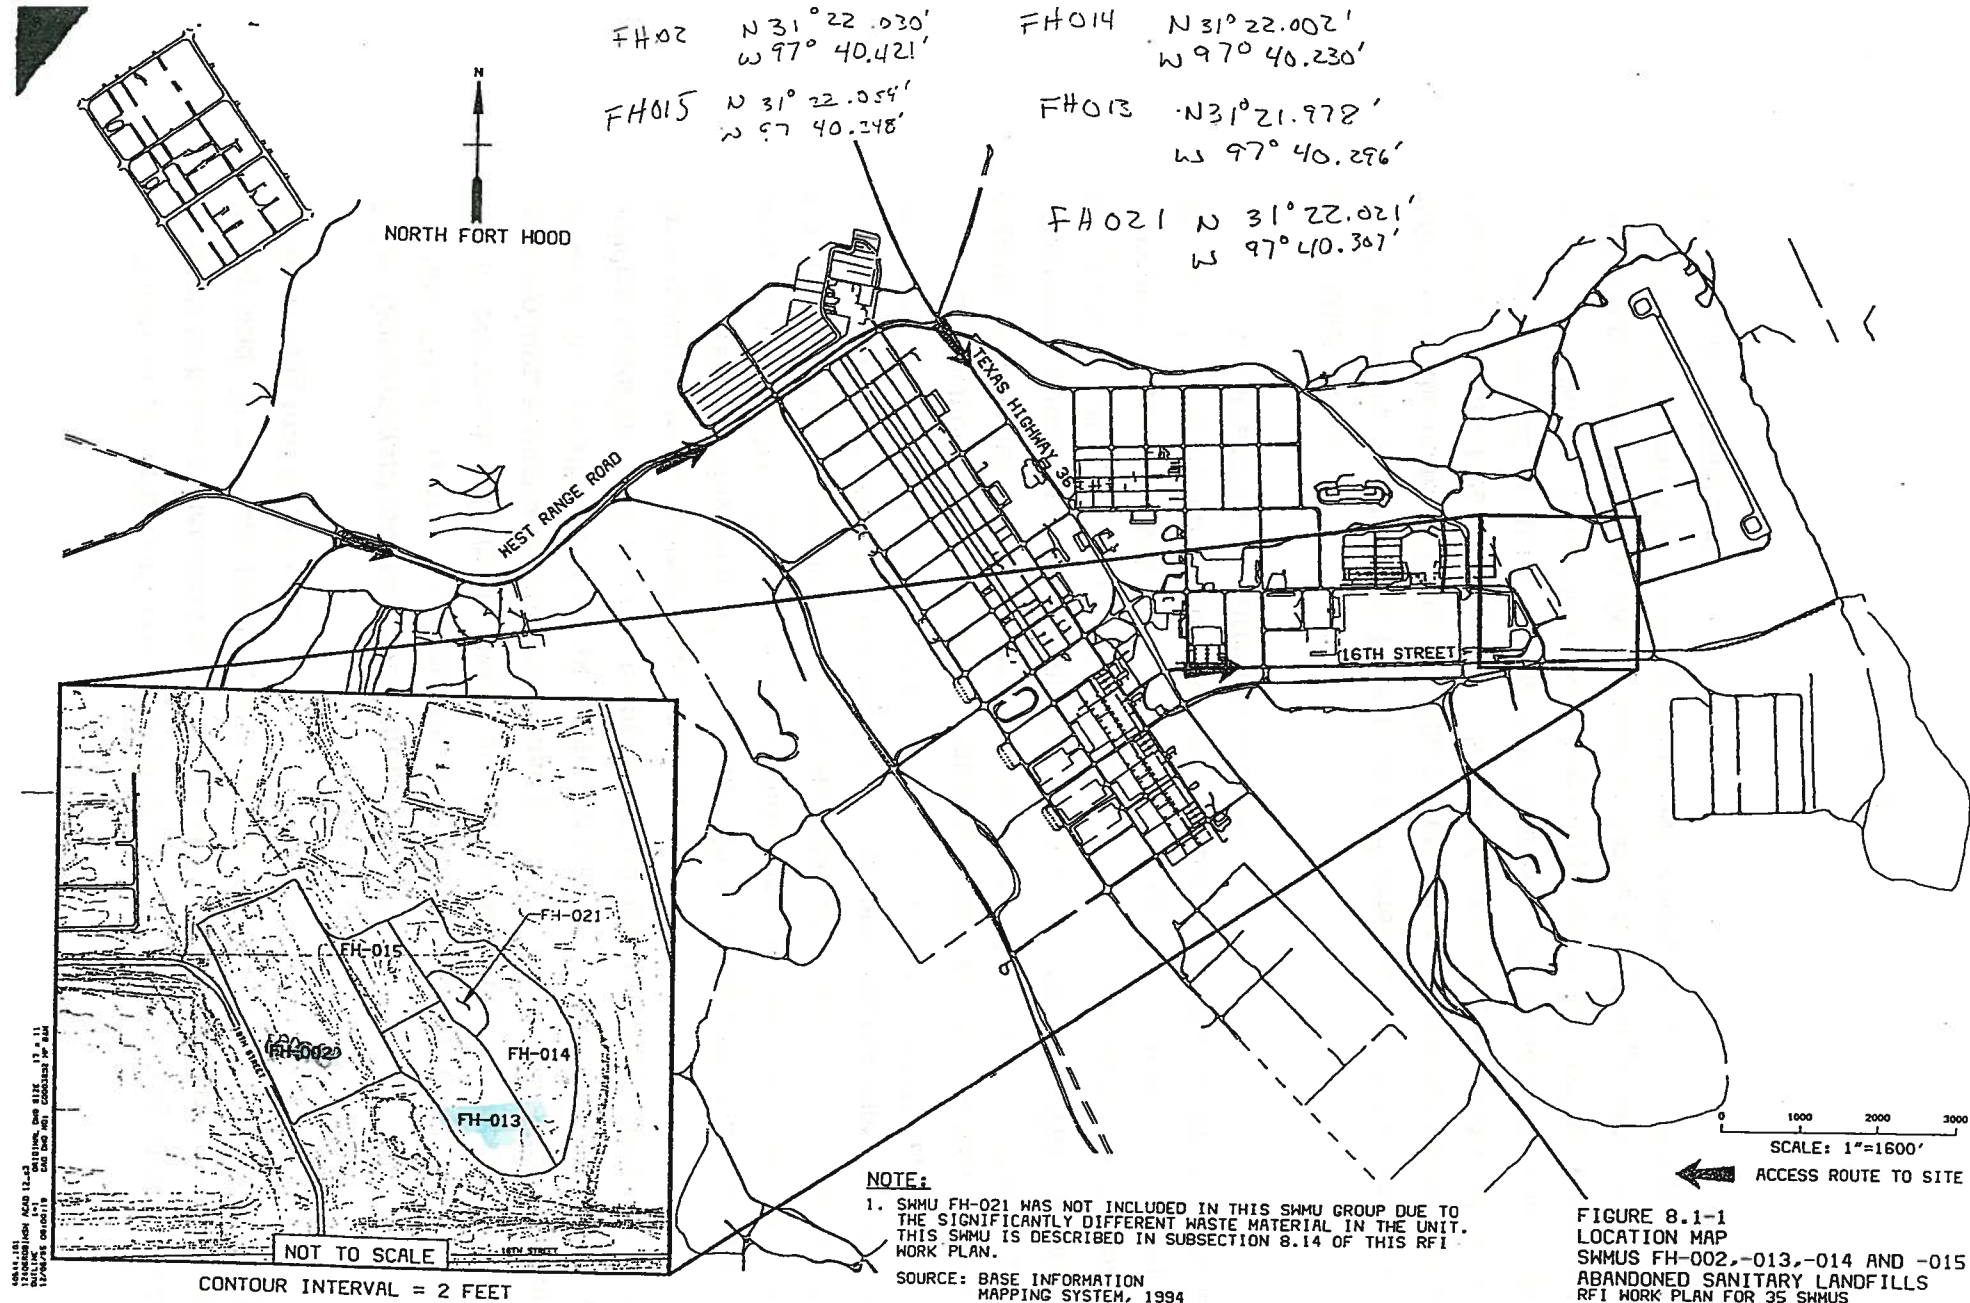 FH02 N 31° 22.030'
W 97° 40.421'
FH015 N 31° 22.054'
W 97 40.248'
FH014 N 31° 22.002'
W 97° 40.230'
FH013 N31° 21.978'
W 97° 40.296'
FH021 N 31° 22.021'
W 97° 40.307'
N
NORTH FORT HOOD
TEXAS HIGHWAY 36
WEST RANGE ROAD
16TH STREET
FH-021
FH-015
FH-002
FH-014
FH-013
19TH STREET
16TH STREET
NOT TO SCALE
CONTOUR INTERVAL = 2 FEET
NOTE:
1. SWMU FH-021 WAS NOT INCLUDED IN THIS SWMU GROUP DUE TO
THE SIGNIFICANTLY DIFFERENT WASTE MATERIAL IN THE UNIT.
THIS SWMU IS DESCRIBED IN SUBSECTION 8.14 OF THIS RFI
WORK PLAN.
SOURCE: BASE INFORMATION
MAPPING SYSTEM, 1994
0 1000 2000 3000
SCALE: 1"=1600'
ACCESS ROUTE TO SITE
FIGURE 8.1-1
LOCATION MAP
SWMUS FH-002,-013,-014 AND -015
ABANDONED SANITARY LANDFILLS
RFI WORK PLAN FOR 35 SWMUS